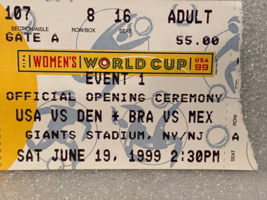 107 8 16 ADULT
SECTION/AISLE ROW/BOX SEAT
GATE A 55.00
WOMEN'S WORLD CUP USA 99
EVENT 1
OFFICIAL OPENING CEREMONY
USA VS DEN * BRA VS MEX
GIANTS STADIUM, NY/NJ
SAT JUNE 19, 1999 2:30PM